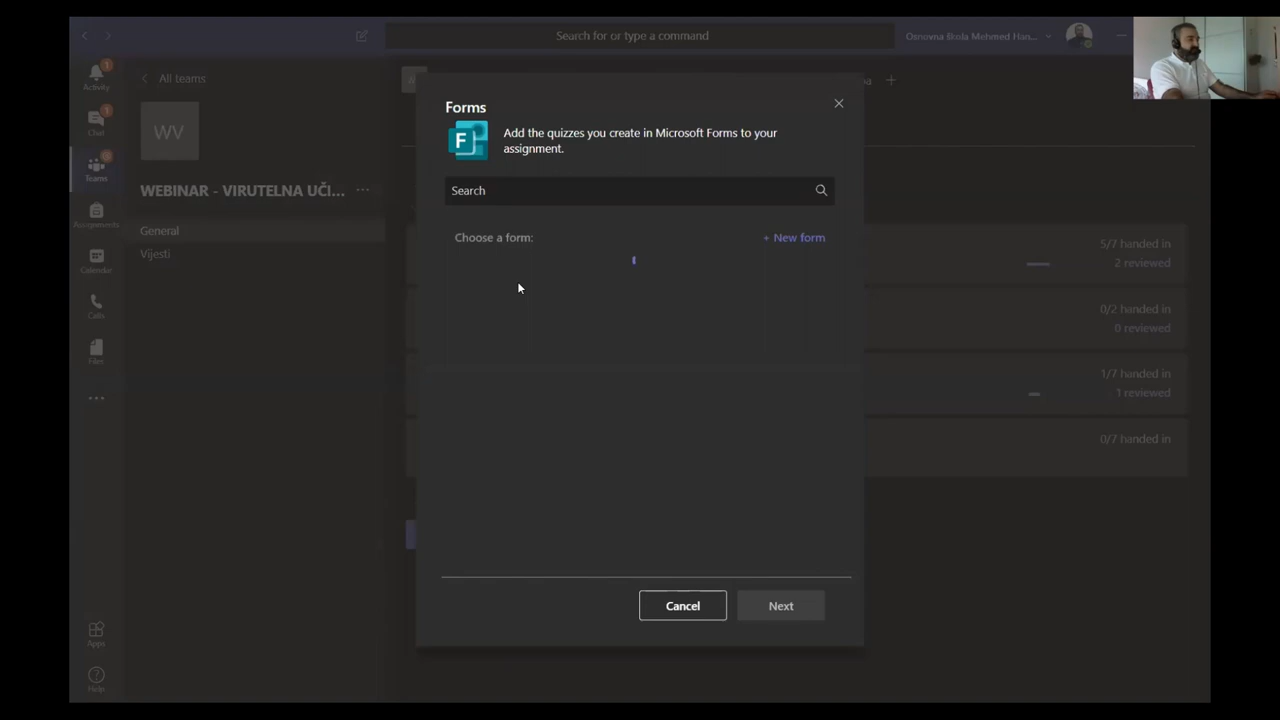 Search for or type a command
Osnovna škola Mehmed Han...
Activity
Chat
Teams
Assignments
Calendar
Calls
Files
Apps
Help
All teams
WV
WEBINAR - VIRUTELNA UČI...
General
Vijesti
Forms
F
Add the quizzes you create in Microsoft Forms to your
assignment.
Search
Choose a form:
+ New form
Cancel
Next
5/7 handed in
2 reviewed
0/2 handed in
0 reviewed
1/7 handed in
1 reviewed
0/7 handed in